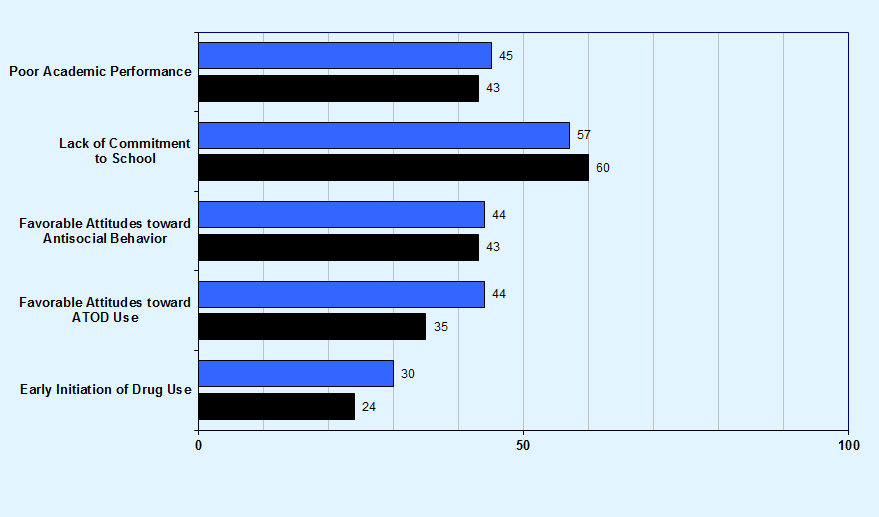 Poor Academic Performance
45
43
Lack of Commitment
to School
57
60
Favorable Attitudes toward
Antisocial Behavior
44
43
Favorable Attitudes toward
ATOD Use
44
35
Early Initiation of Drug Use
30
24
0 50 100